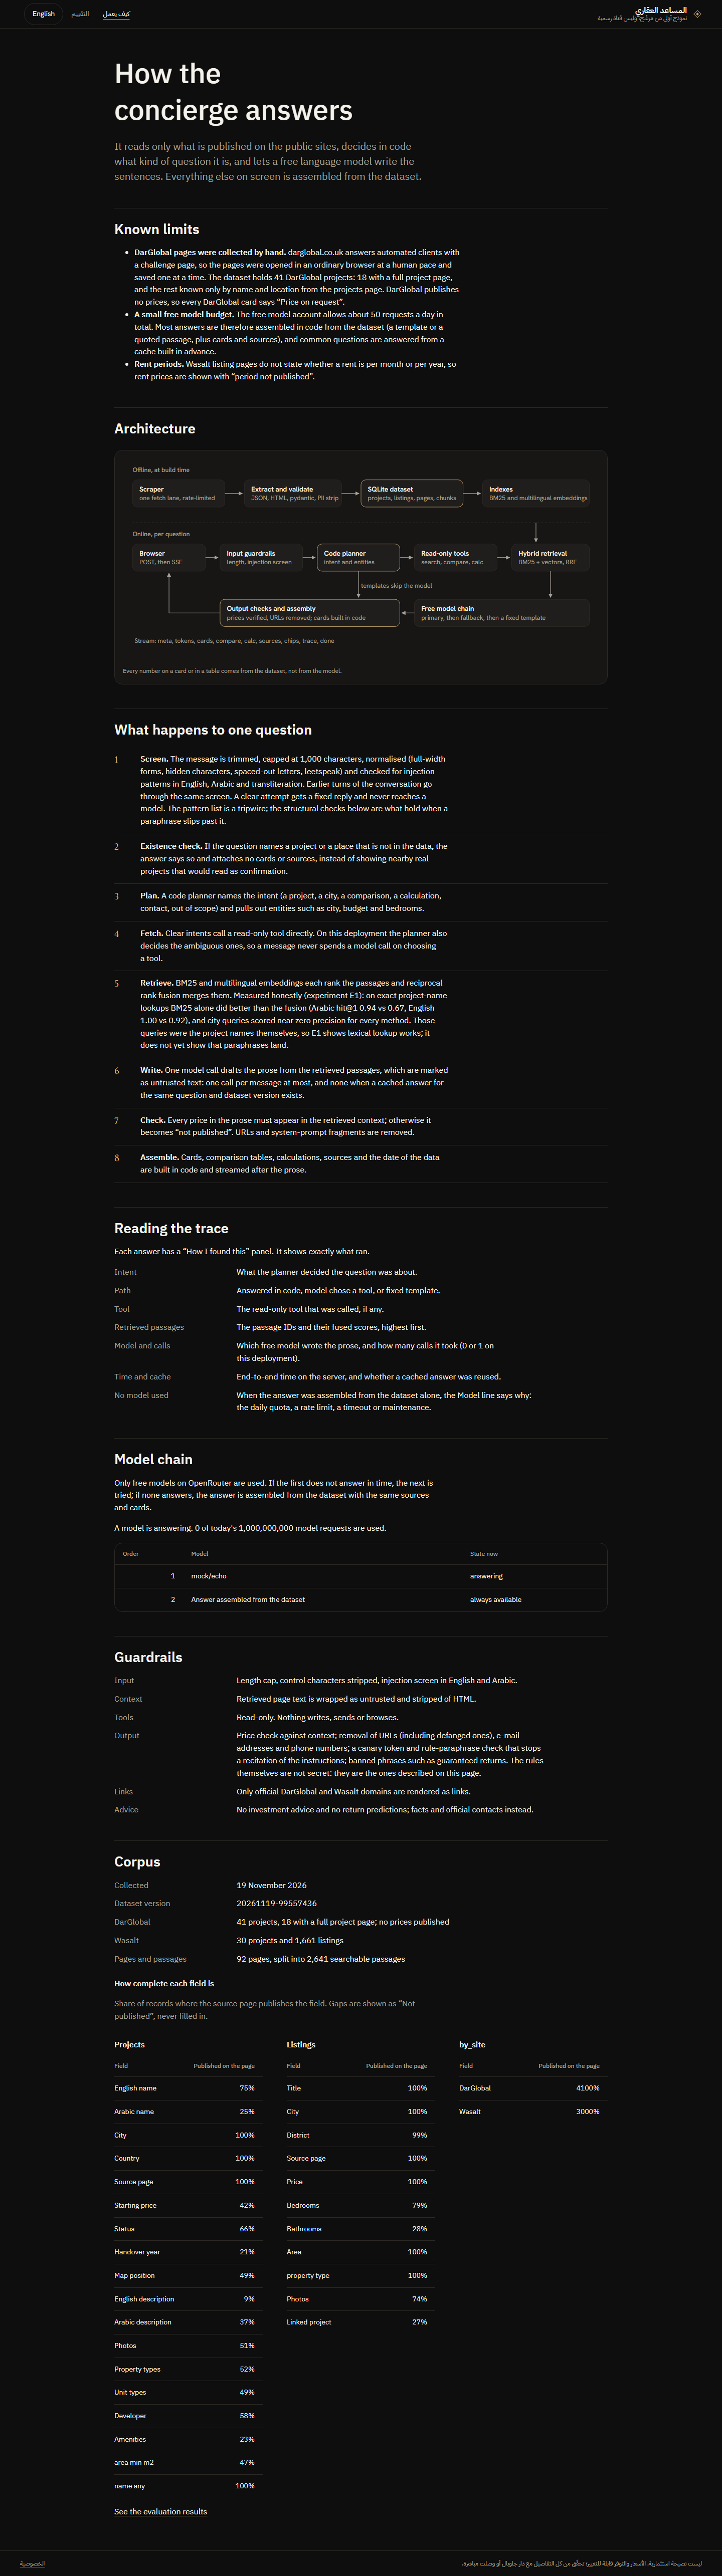 English
التقييم
كيف يعمل
المساعد العقاري
نموذج أولي من مرشّح، وليس قناة رسمية
How the
concierge answers
It reads only what is published on the public sites, decides in code
what kind of question it is, and lets a free language model write the
sentences. Everything else on screen is assembled from the dataset.
Known limits
• DarGlobal pages were collected by hand. darglobal.co.uk answers automated clients with
a challenge page, so the pages were opened in an ordinary browser at a human pace and
saved one at a time. The dataset holds 41 DarGlobal projects: 18 with a full project page,
and the rest known only by name and location from the projects page. DarGlobal publishes
no prices, so every DarGlobal card says “Price on request”.
• A small free model budget. The free model account allows about 50 requests a day in
total. Most answers are therefore assembled in code from the dataset (a template or a
quoted passage, plus cards and sources), and common questions are answered from a
cache built in advance.
• Rent periods. Wasalt listing pages do not state whether a rent is per month or per year, so
rent prices are shown with “period not published”.
Architecture
Offline, at build time
Scraper
one fetch lane, rate-limited
Extract and validate
JSON, HTML, pydantic, PII strip
SQLite dataset
projects, listings, pages, chunks
Indexes
BM25 and multilingual embeddings
Online, per question
Browser
POST, then SSE
Input guardrails
length, injection screen
Code planner
intent and entities
Read-only tools
search, compare, calc
Hybrid retrieval
BM25 + vectors, RRF
templates skip the model
Output checks and assembly
prices verified, URLs removed; cards built in code
Free model chain
primary, then fallback, then a fixed template
Stream: meta, tokens, cards, compare, calc, sources, chips, trace, done
Every number on a card or in a table comes from the dataset, not from the model.
What happens to one question
1 Screen. The message is trimmed, capped at 1,000 characters, normalised (full-width
forms, hidden characters, spaced-out letters, leetspeak) and checked for injection
patterns in English, Arabic and transliteration. Earlier turns of the conversation go
through the same screen. A clear attempt gets a fixed reply and never reaches a
model. The pattern list is a tripwire; the structural checks below are what hold when a
paraphrase slips past it.
2 Existence check. If the question names a project or a place that is not in the data, the
answer says so and attaches no cards or sources, instead of showing nearby real
projects that would read as confirmation.
3 Plan. A code planner names the intent (a project, a city, a comparison, a calculation,
contact, out of scope) and pulls out entities such as city, budget and bedrooms.
4 Fetch. Clear intents call a read-only tool directly. On this deployment the planner also
decides the ambiguous ones, so a message never spends a model call on choosing
a tool.
5 Retrieve. BM25 and multilingual embeddings each rank the passages and reciprocal
rank fusion merges them. Measured honestly (experiment E1): on exact project-name
lookups BM25 alone did better than the fusion (Arabic hit@1 0.94 vs 0.67, English
1.00 vs 0.92), and city queries scored near zero precision for every method. Those
queries were the project names themselves, so E1 shows lexical lookup works; it
does not yet show that paraphrases land.
6 Write. One model call drafts the prose from the retrieved passages, which are marked
as untrusted text: one call per message at most, and none when a cached answer for
the same question and dataset version exists.
7 Check. Every price in the prose must appear in the retrieved context; otherwise it
becomes “not published”. URLs and system-prompt fragments are removed.
8 Assemble. Cards, comparison tables, calculations, sources and the date of the data
are built in code and streamed after the prose.
Reading the trace
Each answer has a “How I found this” panel. It shows exactly what ran.
Intent What the planner decided the question was about.
Path Answered in code, model chose a tool, or fixed template.
Tool The read-only tool that was called, if any.
Retrieved passages The passage IDs and their fused scores, highest first.
Model and calls Which free model wrote the prose, and how many calls it took (0 or 1 on
this deployment).
Time and cache End-to-end time on the server, and whether a cached answer was reused.
No model used When the answer was assembled from the dataset alone, the Model line says why:
the daily quota, a rate limit, a timeout or maintenance.
Model chain
Only free models on OpenRouter are used. If the first does not answer in time, the next is
tried; if none answers, the answer is assembled from the dataset with the same sources
and cards.
A model is answering. 0 of today's 1,000,000,000 model requests are used.
Order Model State now
1 mock/echo answering
2 Answer assembled from the dataset always available
Guardrails
Input Length cap, control characters stripped, injection screen in English and Arabic.
Context Retrieved page text is wrapped as untrusted and stripped of HTML.
Tools Read-only. Nothing writes, sends or browses.
Output Price check against context; removal of URLs (including defanged ones), e-mail
addresses and phone numbers; a canary token and rule-paraphrase check that stops
a recitation of the instructions; banned phrases such as guaranteed returns. The rules
themselves are not secret: they are the ones described on this page.
Links Only official DarGlobal and Wasalt domains are rendered as links.
Advice No investment advice and no return predictions; facts and official contacts instead.
Corpus
Collected 19 November 2026
Dataset version 20261119-99557436
DarGlobal 41 projects, 18 with a full project page; no prices published
Wasalt 30 projects and 1,661 listings
Pages and passages 92 pages, split into 2,641 searchable passages
How complete each field is
Share of records where the source page publishes the field. Gaps are shown as “Not
published”, never filled in.
Projects
Field Published on the page
English name 75%
Arabic name 25%
City 100%
Country 100%
Source page 100%
Starting price 42%
Status 66%
Handover year 21%
Map position 49%
English description 9%
Arabic description 37%
Photos 51%
Property types 52%
Unit types 49%
Developer 58%
Amenities 23%
area min m2 47%
name any 100%
Listings
Field Published on the page
Title 100%
City 100%
District 99%
Source page 100%
Price 100%
Bedrooms 79%
Bathrooms 28%
Area 100%
property type 100%
Photos 74%
Linked project 27%
by_site
Field Published on the page
DarGlobal 4100%
Wasalt 3000%
See the evaluation results
ليست نصيحة استثمارية. الأسعار والتوفر قابلة للتغيير؛ تحقّق من كل التفاصيل مع دار جلوبال أو وصلت مباشرة.
الخصوصية